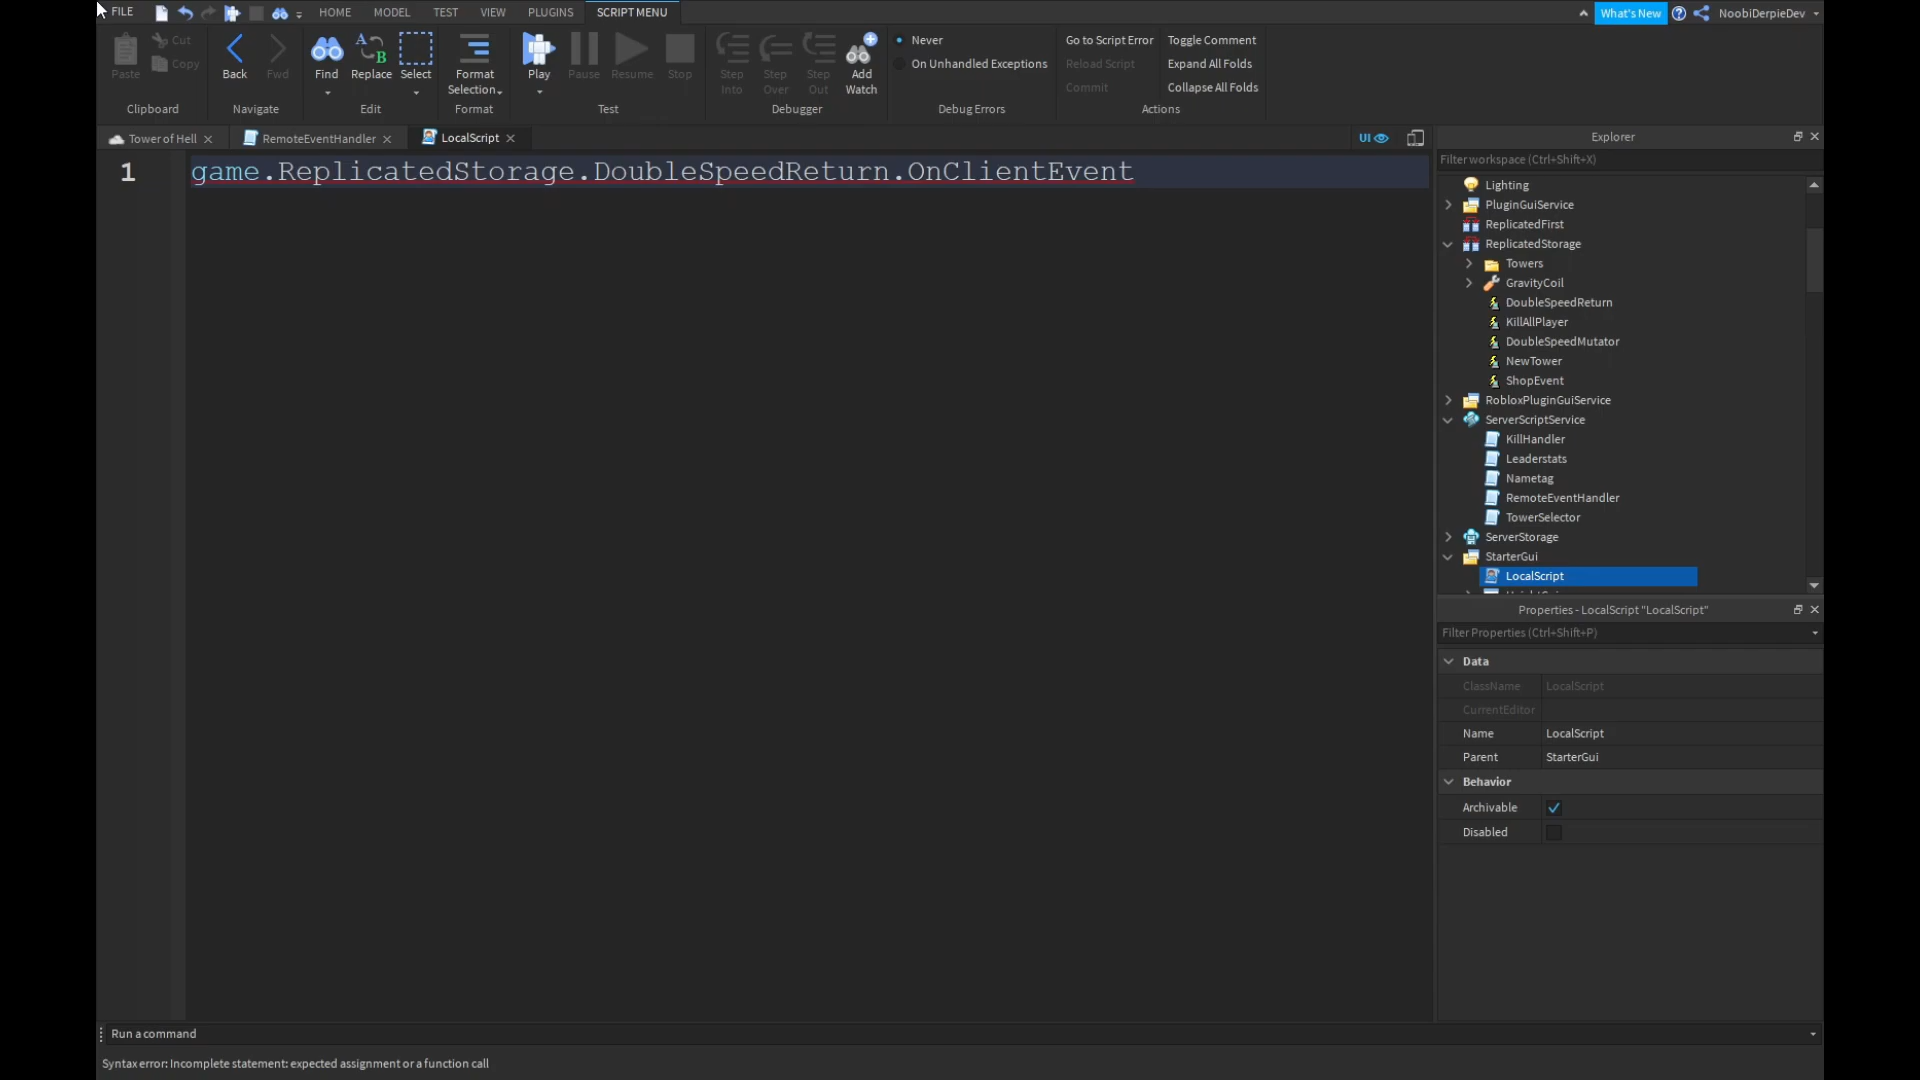 FILE HOME MODEL TEST VIEW PLUGINS SCRIPT MENU What's New NoobiDerpieDev
Paste Cut Copy Clipboard
Back Fwd Navigate
Find Replace Select Edit
Format Selection Format
Play Pause Resume Stop Test
Step Into Step Over Step Out Add Watch Debugger
Never
On Unhandled Exceptions
Debug Errors
Go to Script Error Toggle Comment
Reload Script Expand All Folds
Commit Collapse All Folds
Actions
Tower of Hell RemoteEventHandler LocalScript UI
1 game.ReplicatedStorage.DoubleSpeedReturn.OnClientEvent
Explorer
Filter workspace (Ctrl+Shift+X)
Lighting
PluginGuiService
ReplicatedFirst
ReplicatedStorage
Towers
GravityCoil
DoubleSpeedReturn
KillAllPlayer
DoubleSpeedMutator
NewTower
ShopEvent
RobloxPluginGuiService
ServerScriptService
KillHandler
Leaderstats
Nametag
RemoteEventHandler
TowerSelector
ServerStorage
StarterGui
LocalScript
Properties - LocalScript "LocalScript"
Filter Properties (Ctrl+Shift+P)
Data
ClassName LocalScript
CurrentEditor
Name LocalScript
Parent StarterGui
Behavior
Archivable
Disabled
Run a command
Syntax error: Incomplete statement: expected assignment or a function call